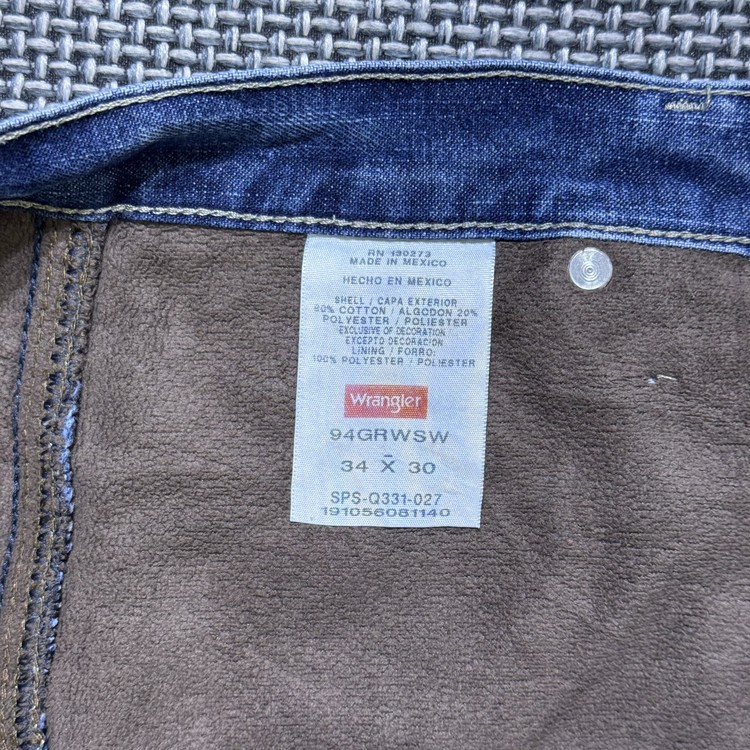 RN 130273
MADE IN MEXICO
HECHO EN MEXICO
SHELL / CAPA EXTERIOR
80% COTTON / ALGODON 20%
POLYESTER / POLIESTER
EXCLUSIVE OF DECORATION
EXCEPTO DECORACION
LINING / FORRO:
100% POLYESTER / POLIESTER
Wrangler
94GRWSW
34 X 30
SPS-Q331-027
191056081140